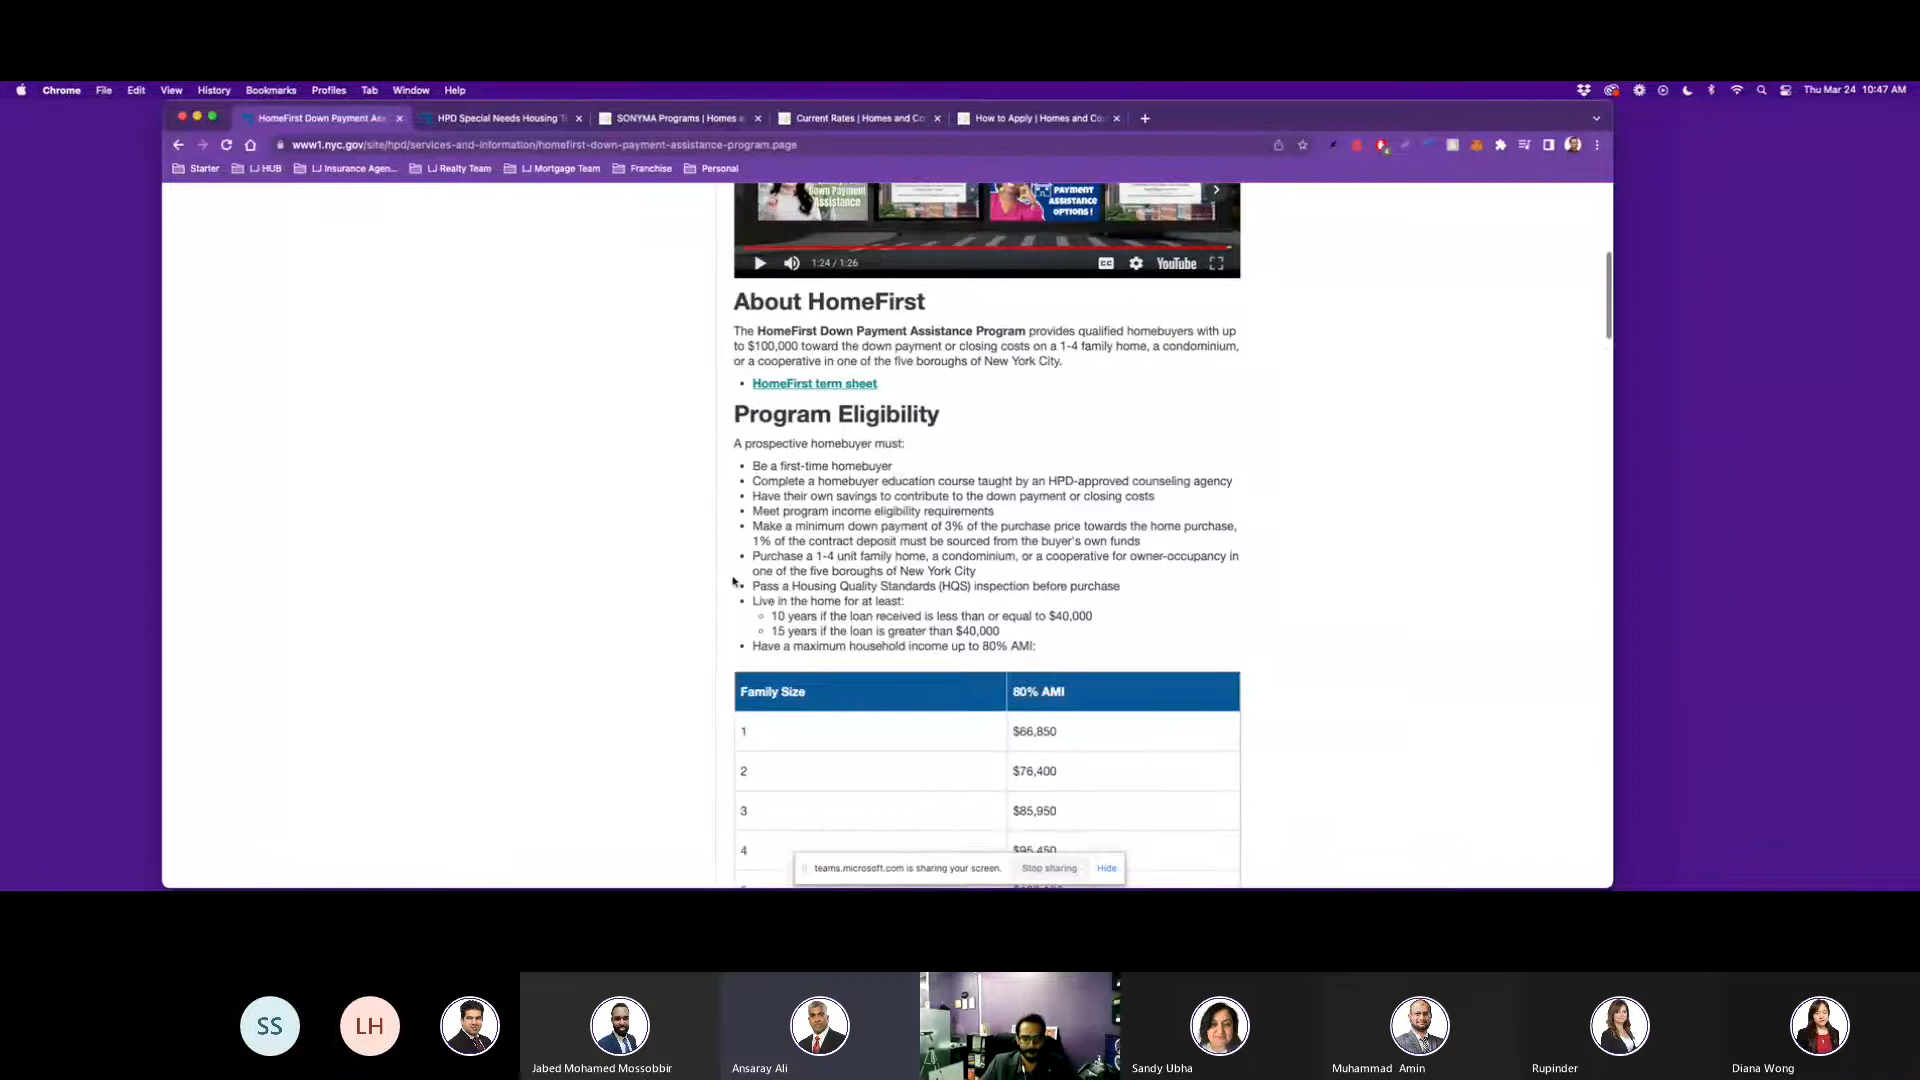 Chrome File Edit View History Bookmarks Profiles Tab Window Help
Thu Mar 24 10:47 AM
HomeFirst Down Payment As
HPD Special Needs Housing T
SONYMA Programs | Homes a
Current Rates | Homes and Co
How to Apply | Homes and Co
www1.nyc.gov/site/hpd/services-and-information/homefirst-down-payment-assistance-program.page
Starter LJ HUB LJ Insurance Agen... LJ Realty Team LJ Mortgage Team Franchise Personal
Down Payment
Assistance
PAYMENT
ASSISTANCE
OPTIONS!
1:24 / 1:26
CC
YouTube
About HomeFirst
The HomeFirst Down Payment Assistance Program provides qualified homebuyers with up
to $100,000 toward the down payment or closing costs on a 1-4 family home, a condominium,
or a cooperative in one of the five boroughs of New York City.
• HomeFirst term sheet
Program Eligibility
A prospective homebuyer must:
• Be a first-time homebuyer
• Complete a homebuyer education course taught by an HPD-approved counseling agency
• Have their own savings to contribute to the down payment or closing costs
• Meet program income eligibility requirements
• Make a minimum down payment of 3% of the purchase price towards the home purchase,
1% of the contract deposit must be sourced from the buyer's own funds
• Purchase a 1-4 unit family home, a condominium, or a cooperative for owner-occupancy in
one of the five boroughs of New York City
• Pass a Housing Quality Standards (HQS) inspection before purchase
• Live in the home for at least:
◦ 10 years if the loan received is less than or equal to $40,000
◦ 15 years if the loan is greater than $40,000
• Have a maximum household income up to 80% AMI:
Family Size 80% AMI
1 $66,850
2 $76,400
3 $85,950
4 $95,450
teams.microsoft.com is sharing your screen. Stop sharing Hide
SS
LH
Jabed Mohamed Mossobbir
Ansaray Ali
Sandy Ubha
Muhammad Amin
Rupinder
Diana Wong